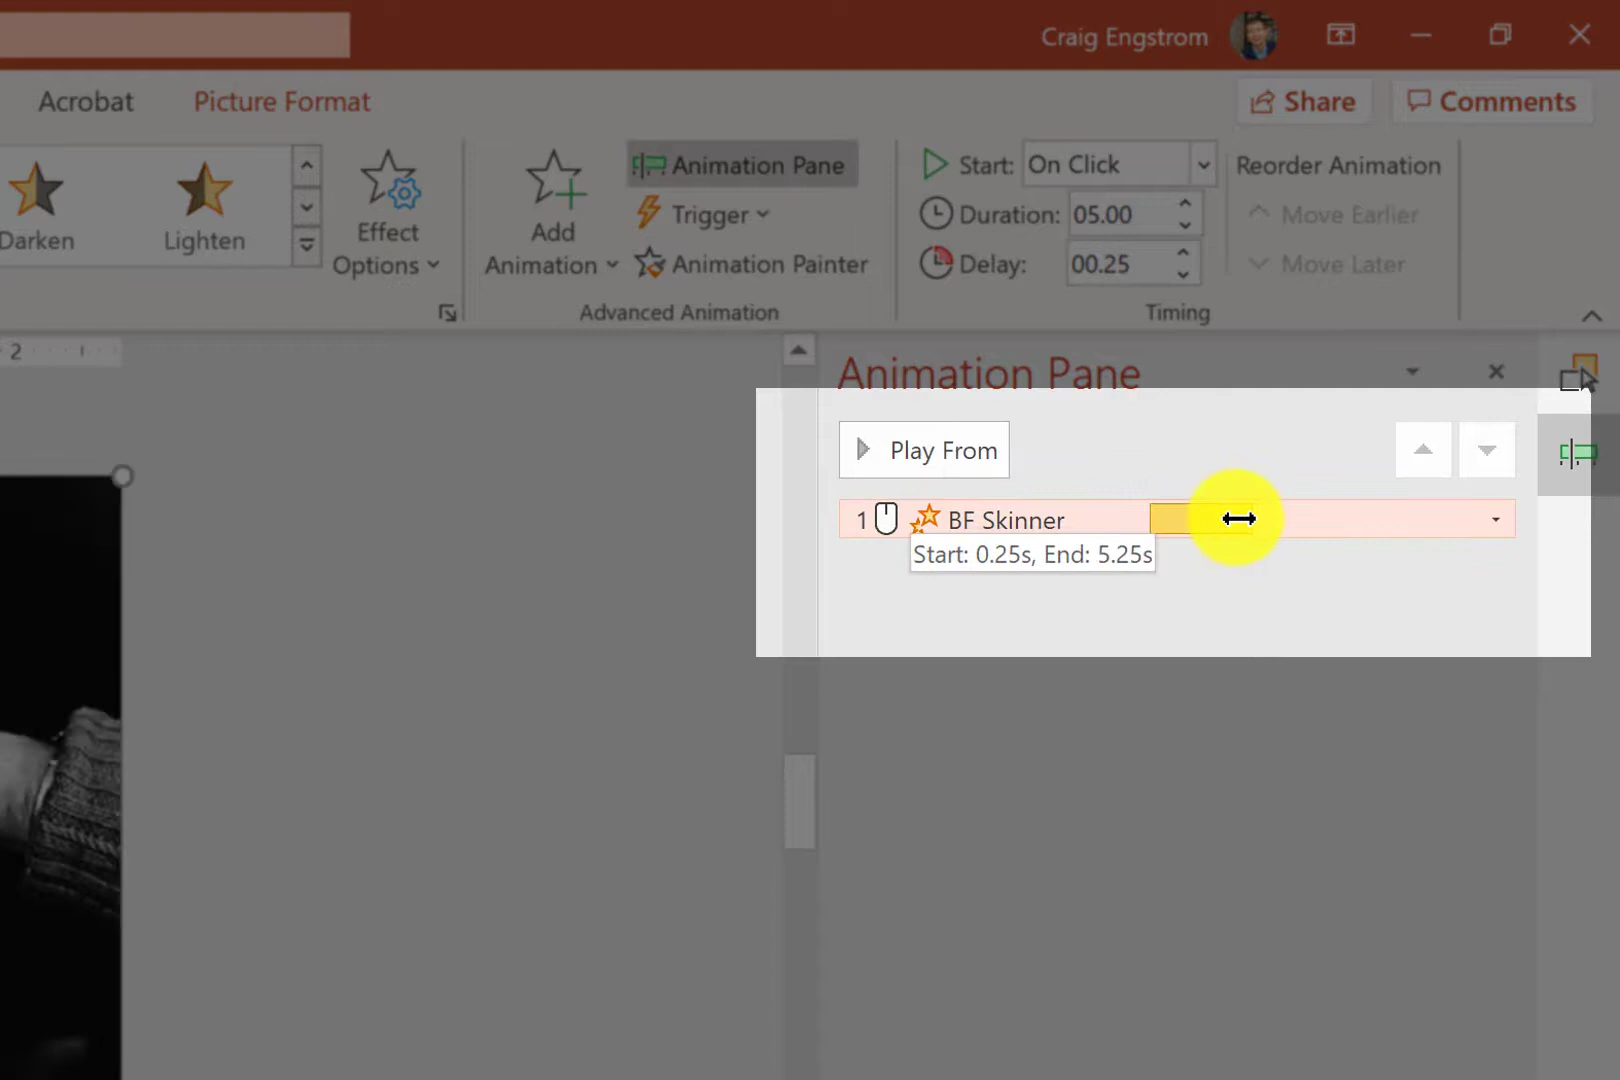 Craig Engstrom
Acrobat
Picture Format
Share
Comments
Darken
Lighten
Effect
Options
Add
Animation
Animation Pane
Trigger
Animation Painter
Advanced Animation
Start: On Click
Duration: 05.00
Delay: 00.25
Timing
Reorder Animation
Move Earlier
Move Later
2
Animation Pane
Play From
1 BF Skinner
Start: 0.25s, End: 5.25s